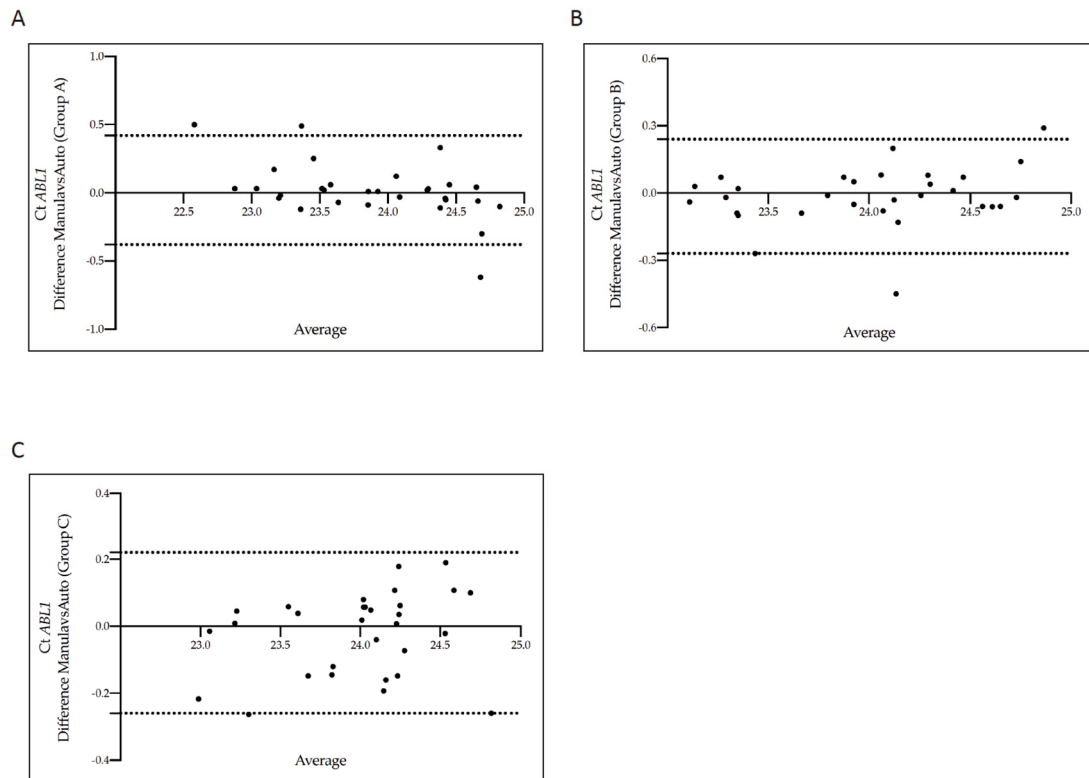 A
Ct ABL1
Difference ManulavsAuto (Group A)
1.0
0.5
0.0
-0.5
-1.0
22.5 23.0 23.5 24.0 24.5 25.0
Average
B
Ct ABL1
Difference ManulavsAuto (Group B)
0.6
0.3
0.0
-0.3
-0.6
23.5 24.0 24.5 25.0
Average
C
Ct ABL1
Difference ManulavsAuto (Group C)
0.4
0.2
0.0
-0.2
-0.4
23.0 23.5 24.0 24.5 25.0
Average